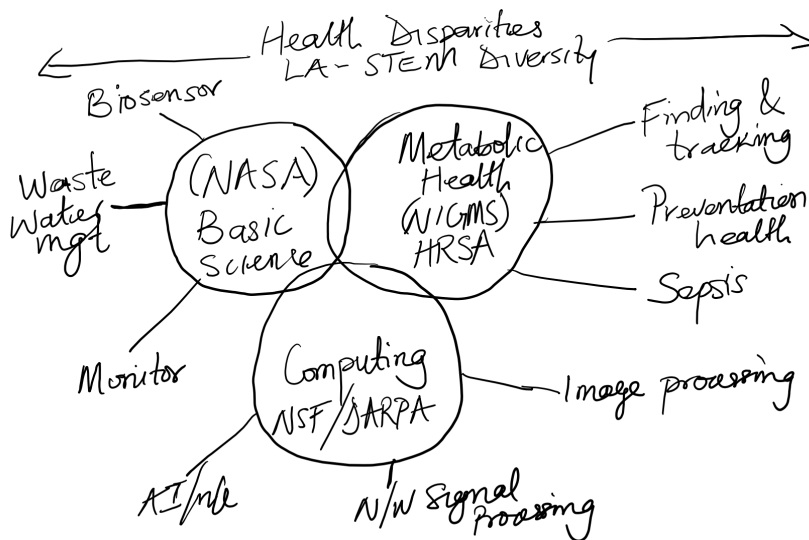 Health Disparities
LA-STEM Diversity
Biosensor
(NASA)
Basic
Science
Waste
Water
mgt
Monitor
Metabolic
Health
(NIGMS)
HRSA
Finding &
tracking
Preventation
health
Sepsis
Computing
NSF/DARPA
Image processing
AI/ML
N/W Signal
Processing